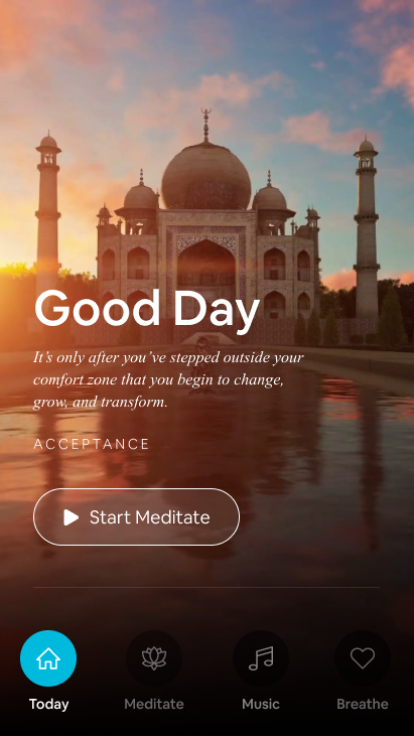 Good Day
It's only after you've stepped outside your
comfort zone that you begin to change,
grow, and transform.
ACCEPTANCE
Start Meditate
Today
Meditate
Music
Breathe